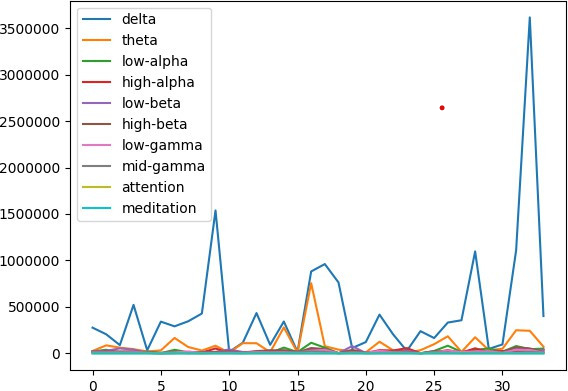 delta
theta
low-alpha
high-alpha
low-beta
high-beta
low-gamma
mid-gamma
attention
meditation
3500000
3000000
2500000
2000000
1500000
1000000
500000
0
0 5 10 15 20 25 30